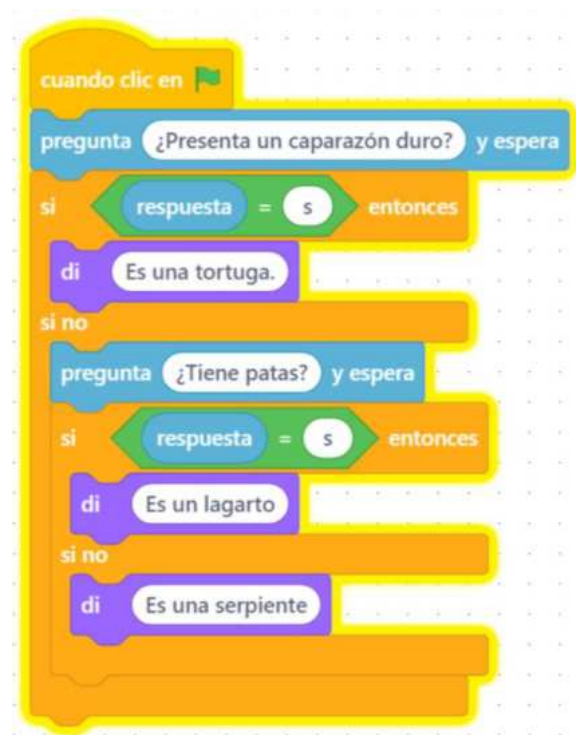 cuando clic en
pregunta ¿Presenta un caparazón duro? y espera
si respuesta = s entonces
di Es una tortuga.
si no
pregunta ¿Tiene patas? y espera
si respuesta = s entonces
di Es un lagarto
si no
di Es una serpiente